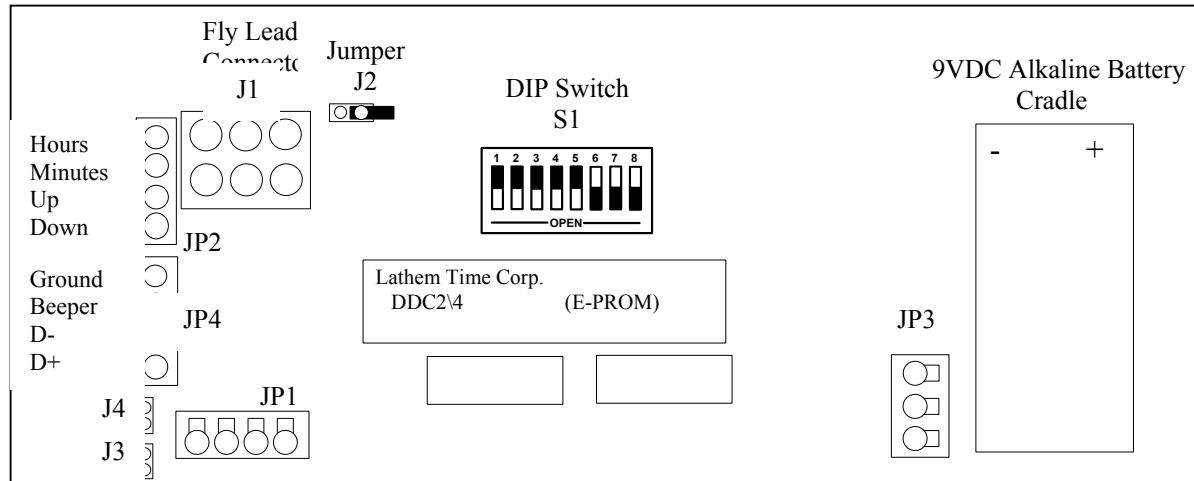 Fly Lead
J1
Jumper
J2
DIP Switch
S1
1 2 3 4 5 6 7 8
OPEN
9VDC Alkaline Battery
Cradle
- +
Hours
Minutes
Up
Down
JP2
Ground
Beeper
D-
D+
JP4
Lathem Time Corp.
DDC2\4 (E-PROM)
JP3
J4
JP1
J3